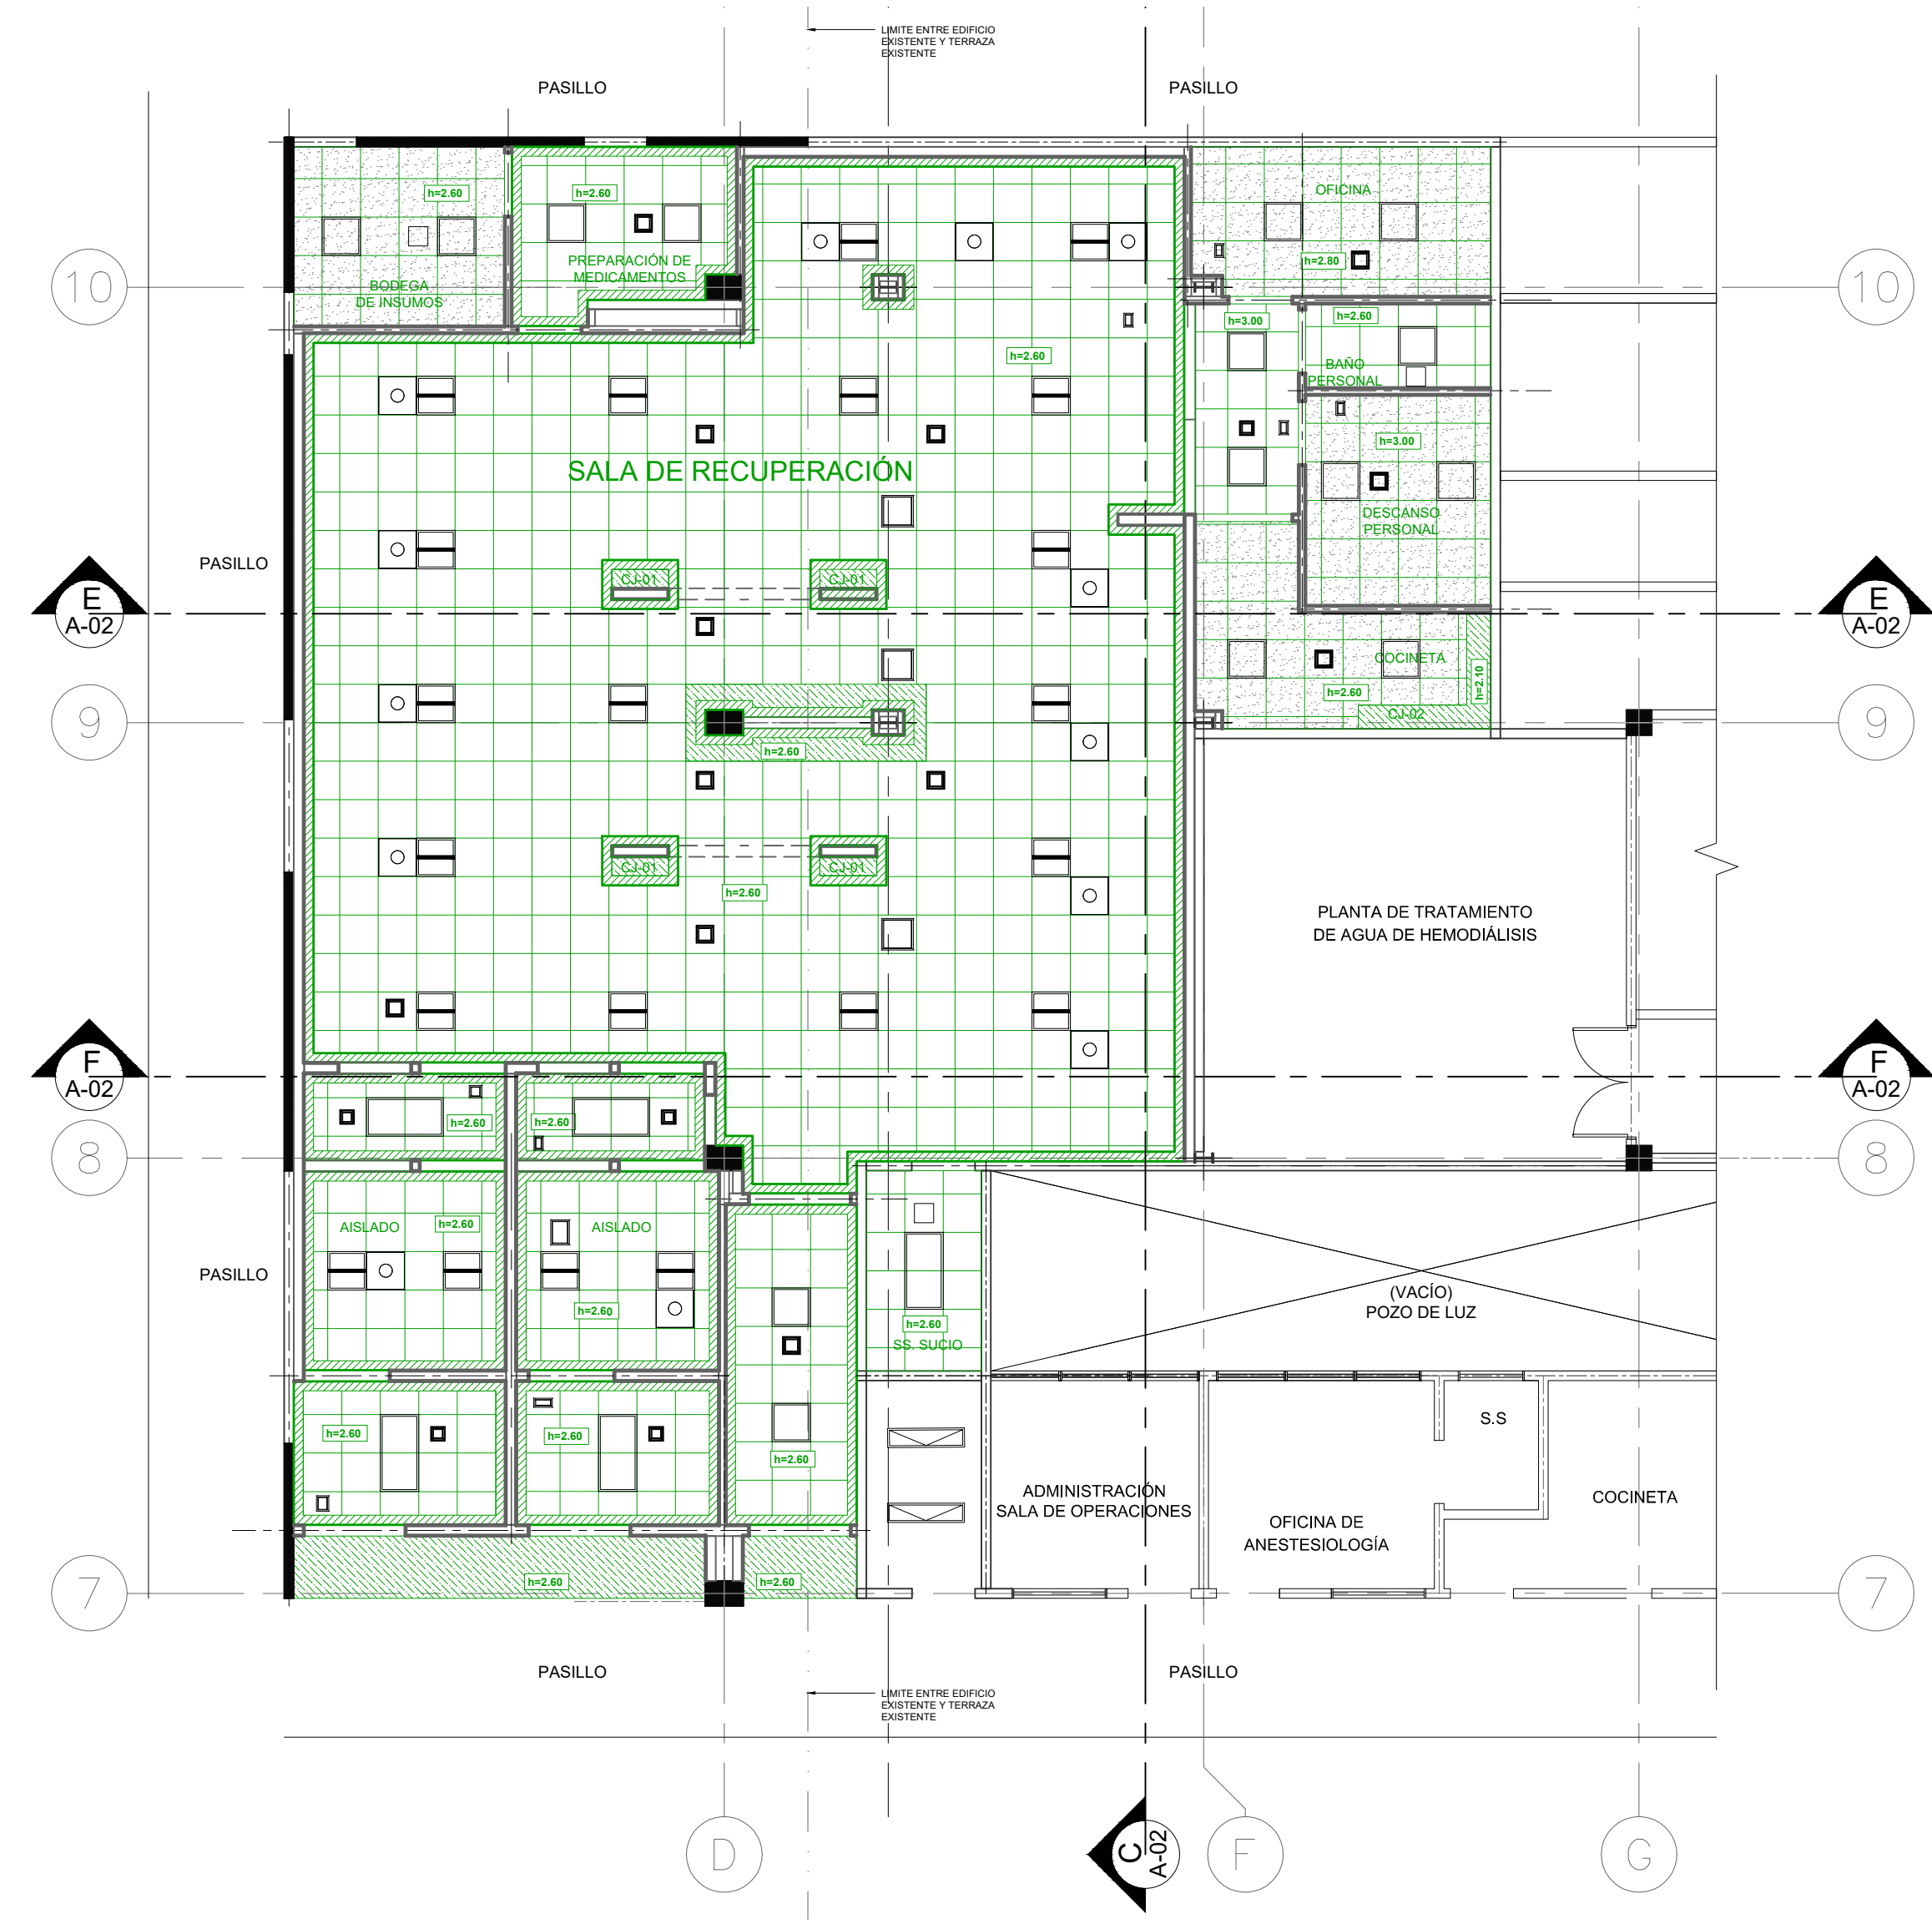 LIMITE ENTRE EDIFICIO
EXISTENTE Y TERRAZA
EXISTENTE
PASILLO
PASILLO
h=2.60
h=2.60
OFICINA
PREPARACIÓN DE
MEDICAMENTOS
h=2.80
10
10
BODEGA
DE INSUMOS
h=3.00
h=2.60
h=2.60
BAÑO
PERSONAL
h=3.00
SALA DE RECUPERACIÓN
DESCANSO
PERSONAL
PASILLO
CJ-01
CJ-01
E
A-02
E
A-02
COCINETA
h=2.10
h=2.60
CJ-02
9
9
h=2.60
CJ-01
CJ-01
h=2.60
PLANTA DE TRATAMIENTO
DE AGUA DE HEMODIÁLISIS
F
A-02
F
A-02
h=2.60
h=2.60
8
8
AISLADO
h=2.60
AISLADO
PASILLO
h=2.60
(VACÍO)
POZO DE LUZ
h=2.60
SS. SUCIO
h=2.60
h=2.60
h=2.60
S.S
ADMINISTRACIÓN
SALA DE OPERACIONES
COCINETA
OFICINA DE
ANESTESIOLOGÍA
h=2.60
h=2.60
7
7
PASILLO
PASILLO
LIMITE ENTRE EDIFICIO
EXISTENTE Y TERRAZA
EXISTENTE
D
C
A-02
F
G